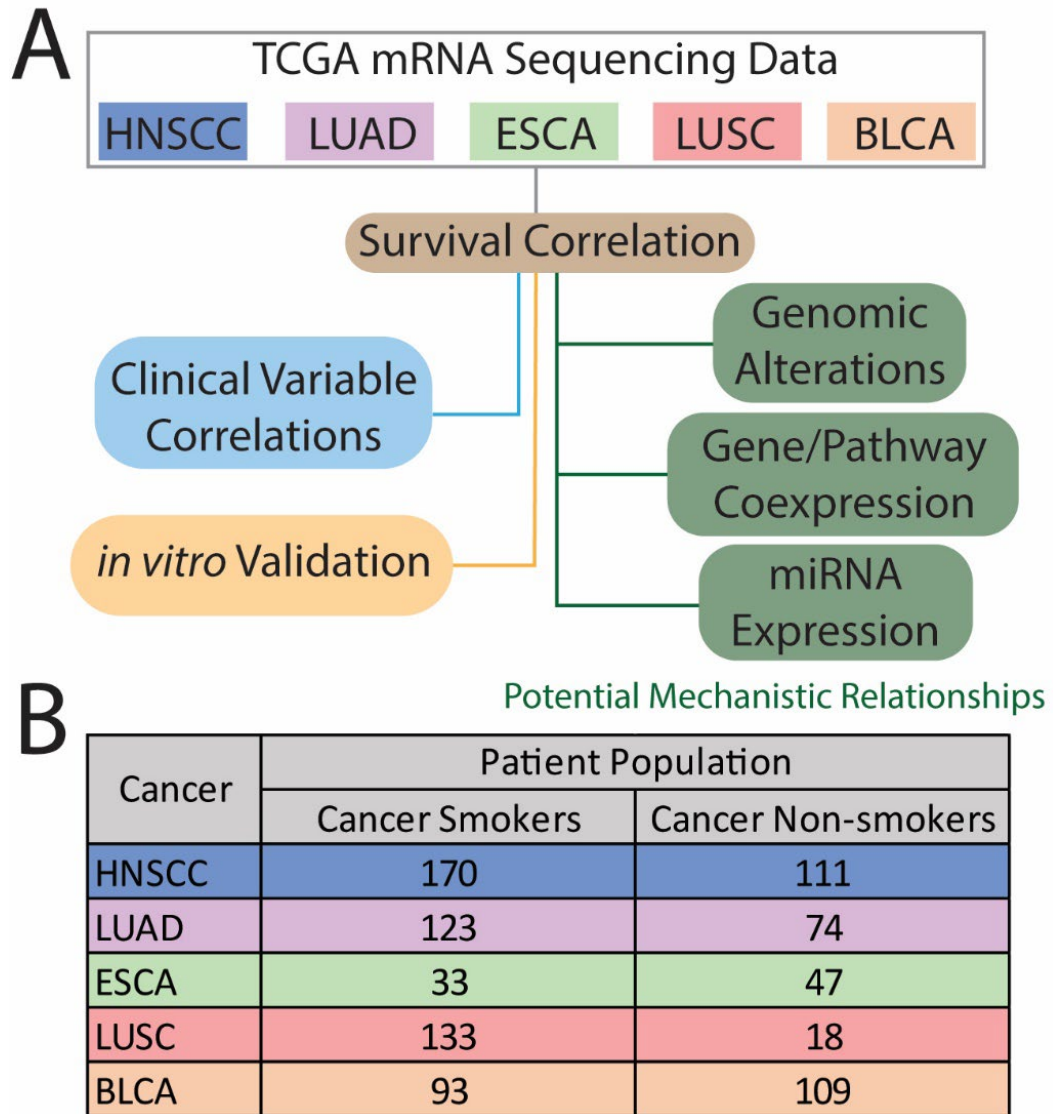 A
TCGA mRNA Sequencing Data
HNSCC LUAD ESCA LUSC BLCA
Survival Correlation
Clinical Variable
Correlations
in vitro Validation
Genomic
Alterations
Gene/Pathway
Coexpression
miRNA
Expression
Potential Mechanistic Relationships
B
Cancer
Patient Population
Cancer Smokers Cancer Non-smokers
HNSCC 170 111
LUAD 123 74
ESCA 33 47
LUSC 133 18
BLCA 93 109